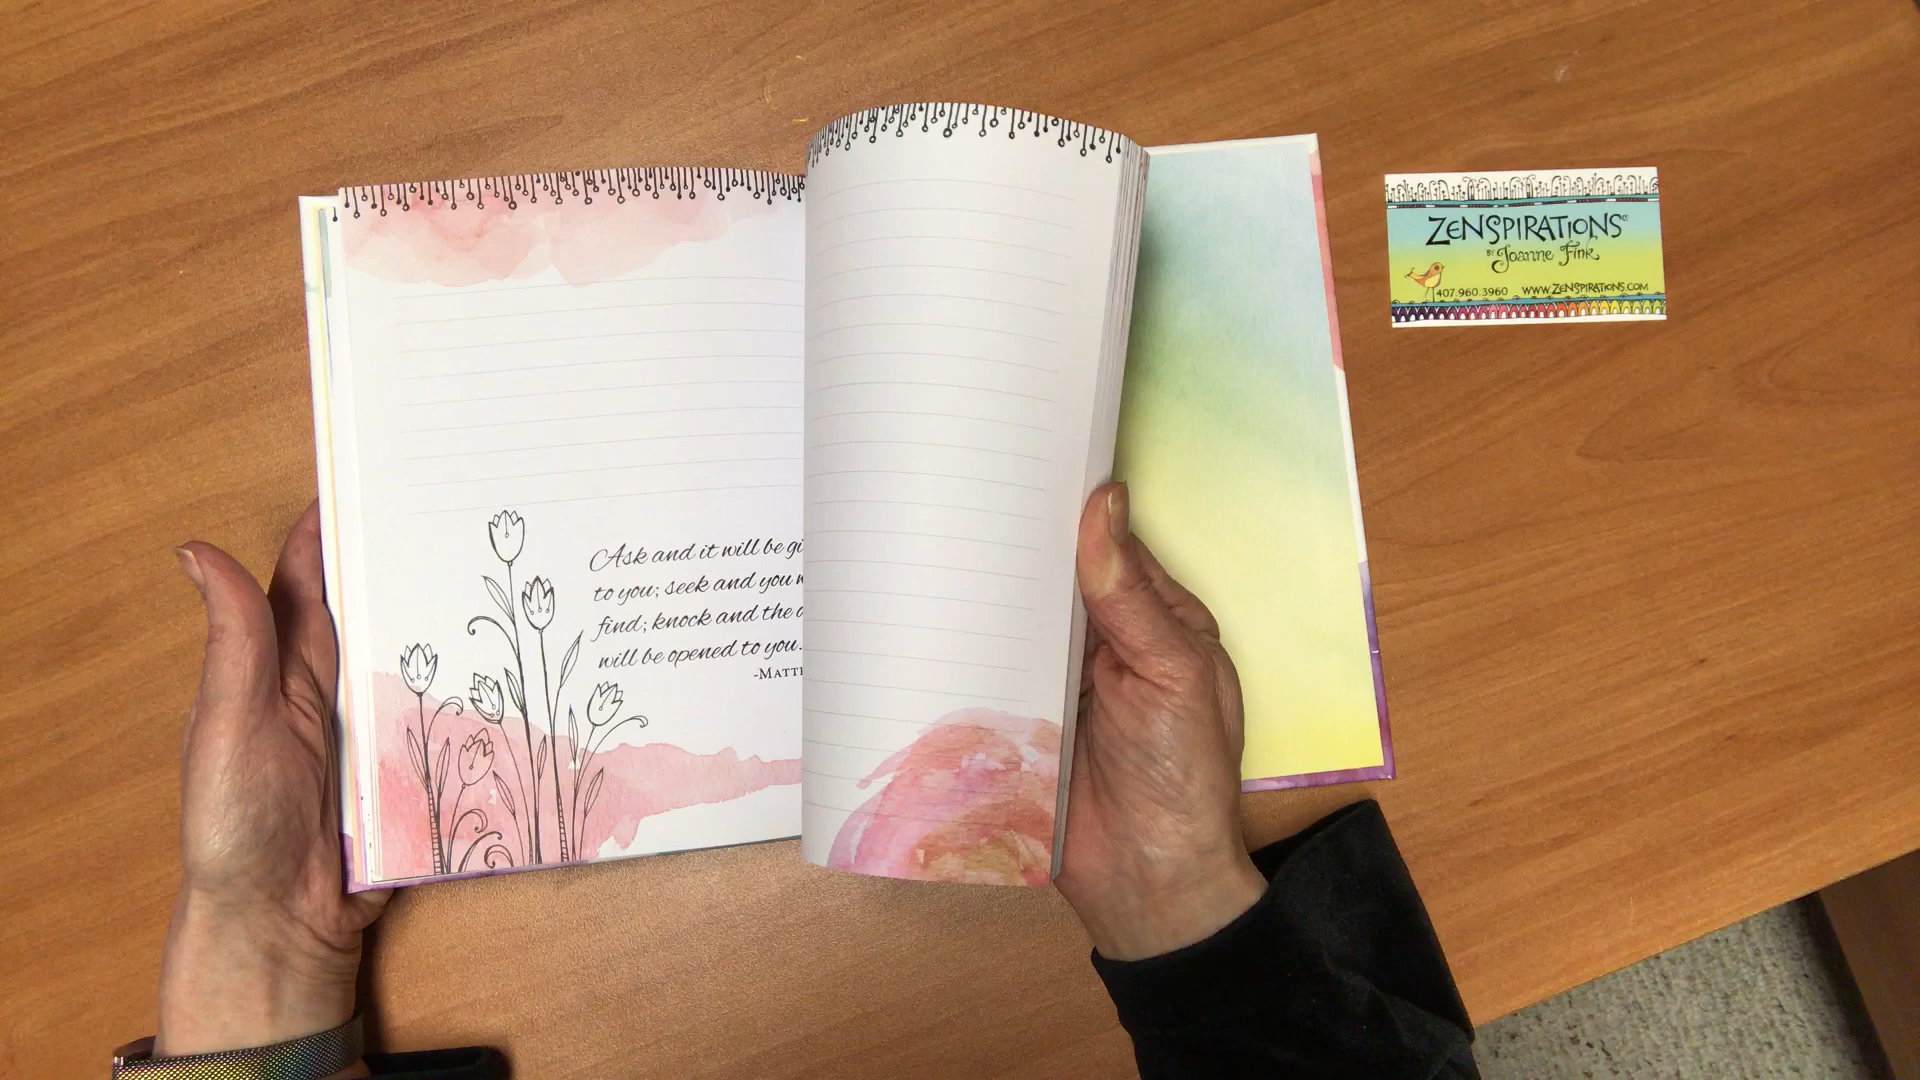 Ask and it will be gi
to you; seek and you w
find; knock and the
will be opened to you.
-MATT
ZENSPIRATIONS®
BY Joanne Fink
407.960.3960 WWW.ZENSPIRATIONS.COM